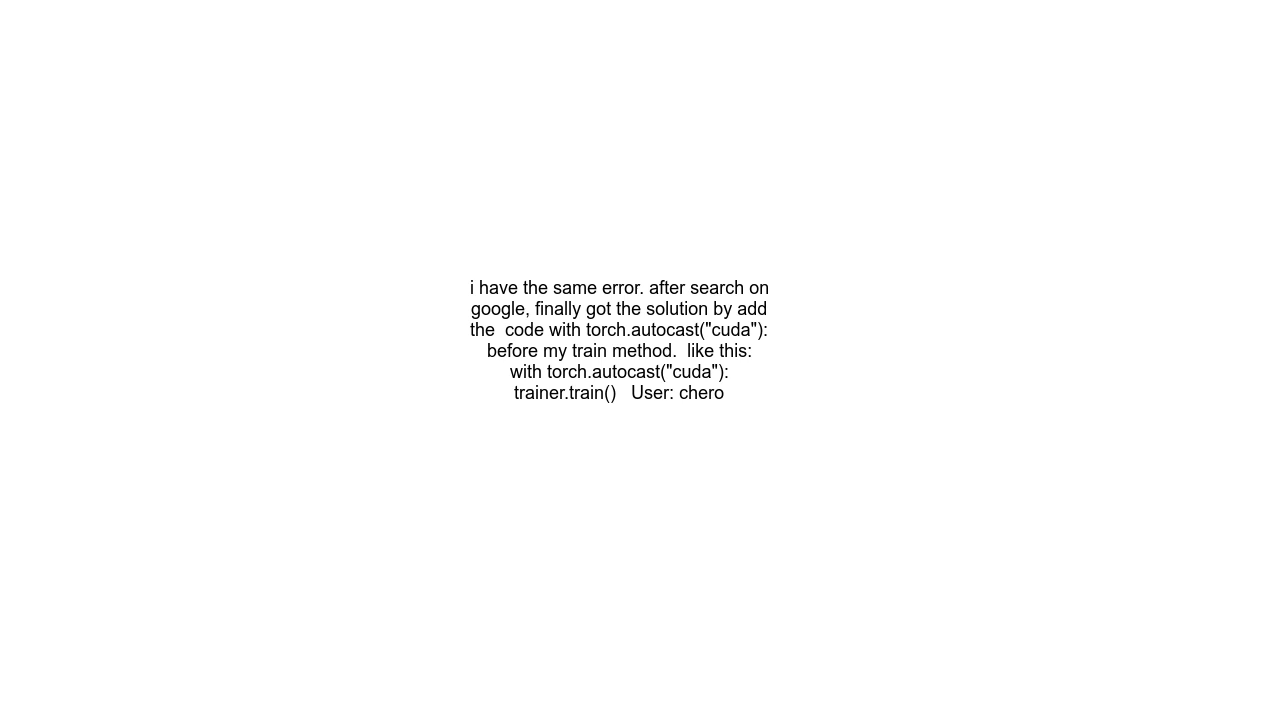 i have the same error. after search on
google, finally got the solution by add
the  code with torch.autocast("cuda"):
before my train method.  like this:
with torch.autocast("cuda"):
trainer.train()   User: chero